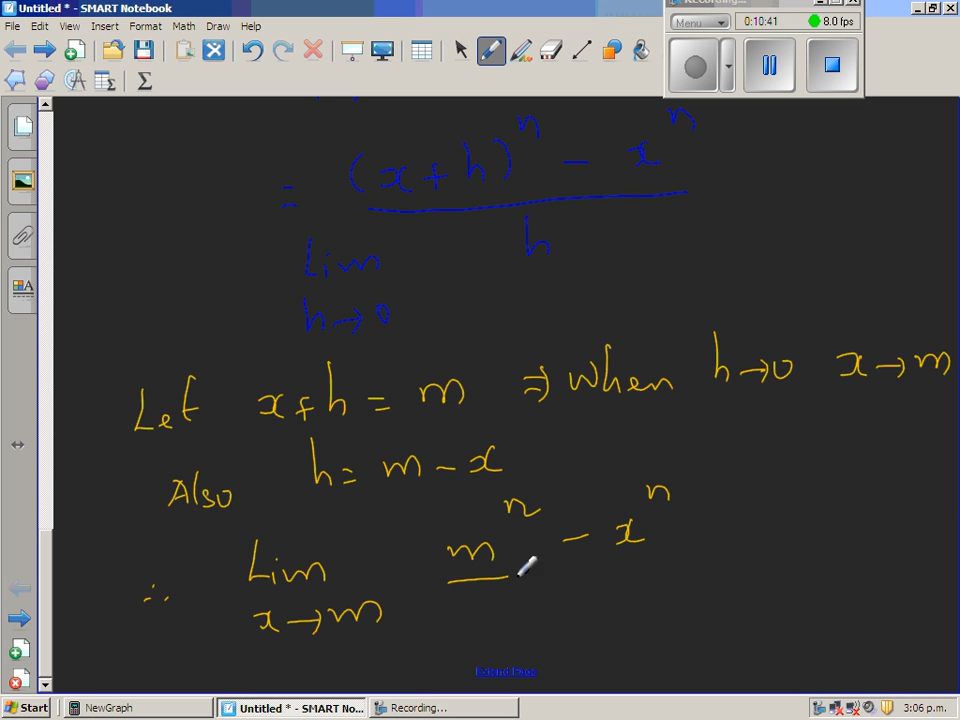 Untitled * - SMART Notebook
Recording...
File Edit View Insert Format Math Draw Help
Menu 0:10:41 8.0 fps
= (x+h)^n - x^n
h
Lim
h→0
Let x+h = m ⇒ When h→0 x→m
Also h = m - x
∴ Lim m^n - x^n
x→m
Extend Page
Start NewGraph Untitled * - SMART No... Recording... 3:06 p.m.